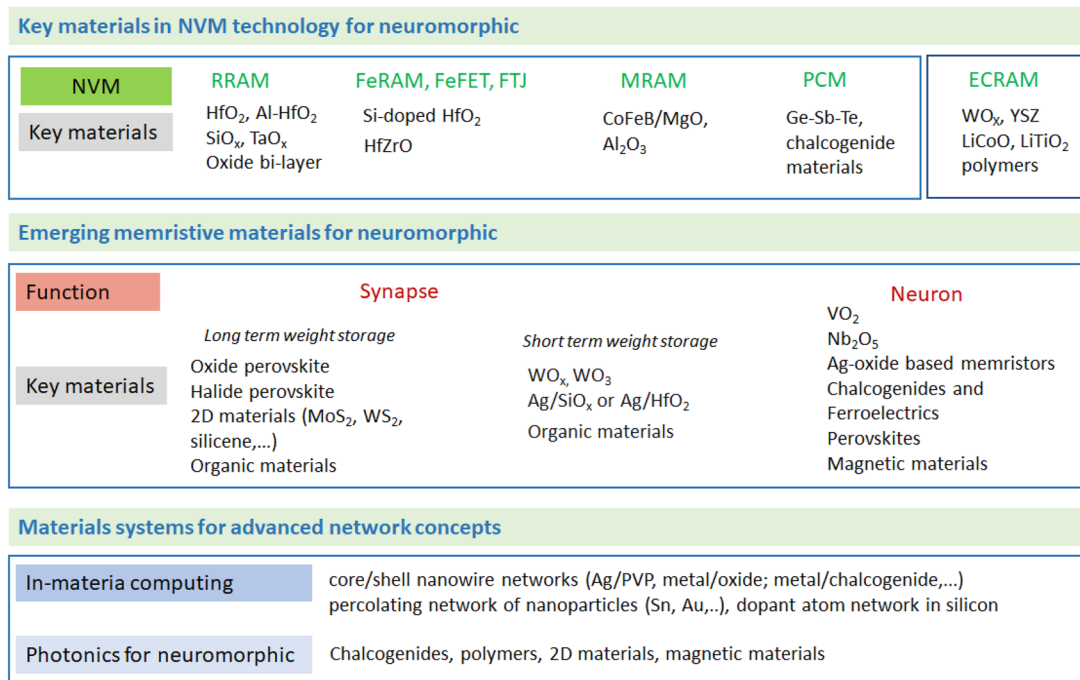 Key materials in NVM technology for neuromorphic
NVM
Key materials
RRAM
HfO₂, Al-HfO₂
SiOₓ, TaOₓ
Oxide bi-layer
FeRAM, FeFET, FTJ
Si-doped HfO₂
HfZrO
MRAM
CoFeB/MgO,
Al₂O₃
PCM
Ge-Sb-Te,
chalcogenide
materials
ECRAM
WOₓ, YSZ
LiCoO, LiTiO₂
polymers
Emerging memristive materials for neuromorphic
Function
Key materials
Synapse
Long term weight storage
Oxide perovskite
Halide perovskite
2D materials (MoS₂, WS₂,
silicene,...)
Organic materials
Short term weight storage
WOₓ, WO₃
Ag/SiOₓ or Ag/HfO₂
Organic materials
Neuron
VO₂
Nb₂O₅
Ag-oxide based memristors
Chalcogenides and
Ferroelectrics
Perovskites
Magnetic materials
Materials systems for advanced network concepts
In-materia computing
core/shell nanowire networks (Ag/PVP, metal/oxide; metal/chalcogenide,...)
percolating network of nanoparticles (Sn, Au,..), dopant atom network in silicon
Photonics for neuromorphic
Chalcogenides, polymers, 2D materials, magnetic materials